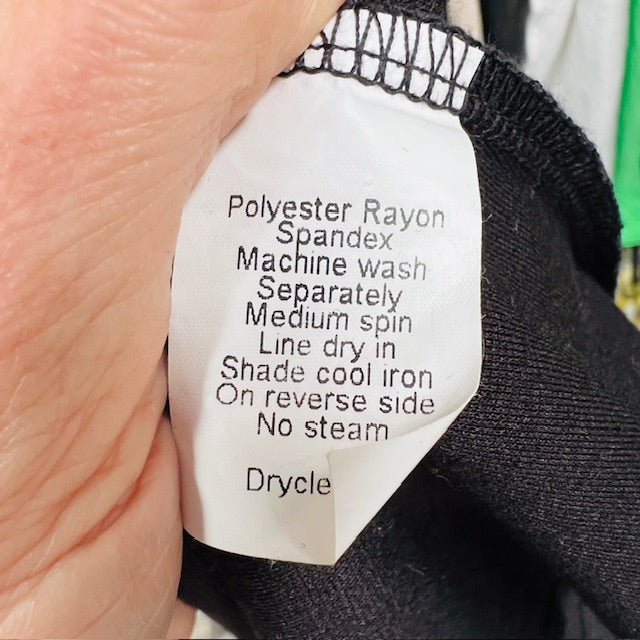 Polyester Rayon
Spandex
Machine wash
Separately
Medium spin
Line dry in
Shade cool iron
On reverse side
No steam
Drycle